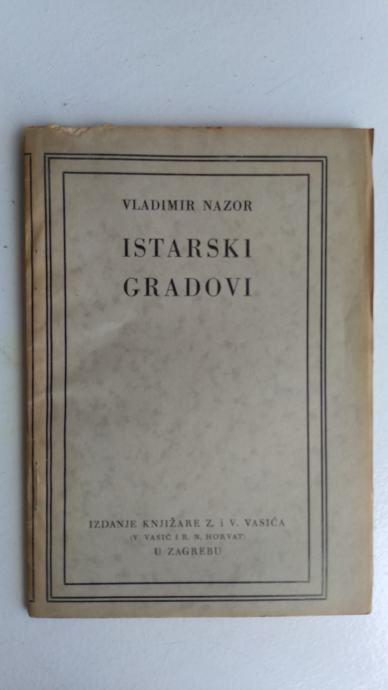 VLADIMIR NAZOR
ISTARSKI
GRADOVI
IZDANJE KNJIŽARE Z. i V. VASIĆA
(V. VASIĆ I R. N. HORVAT)
U ZAGREBU